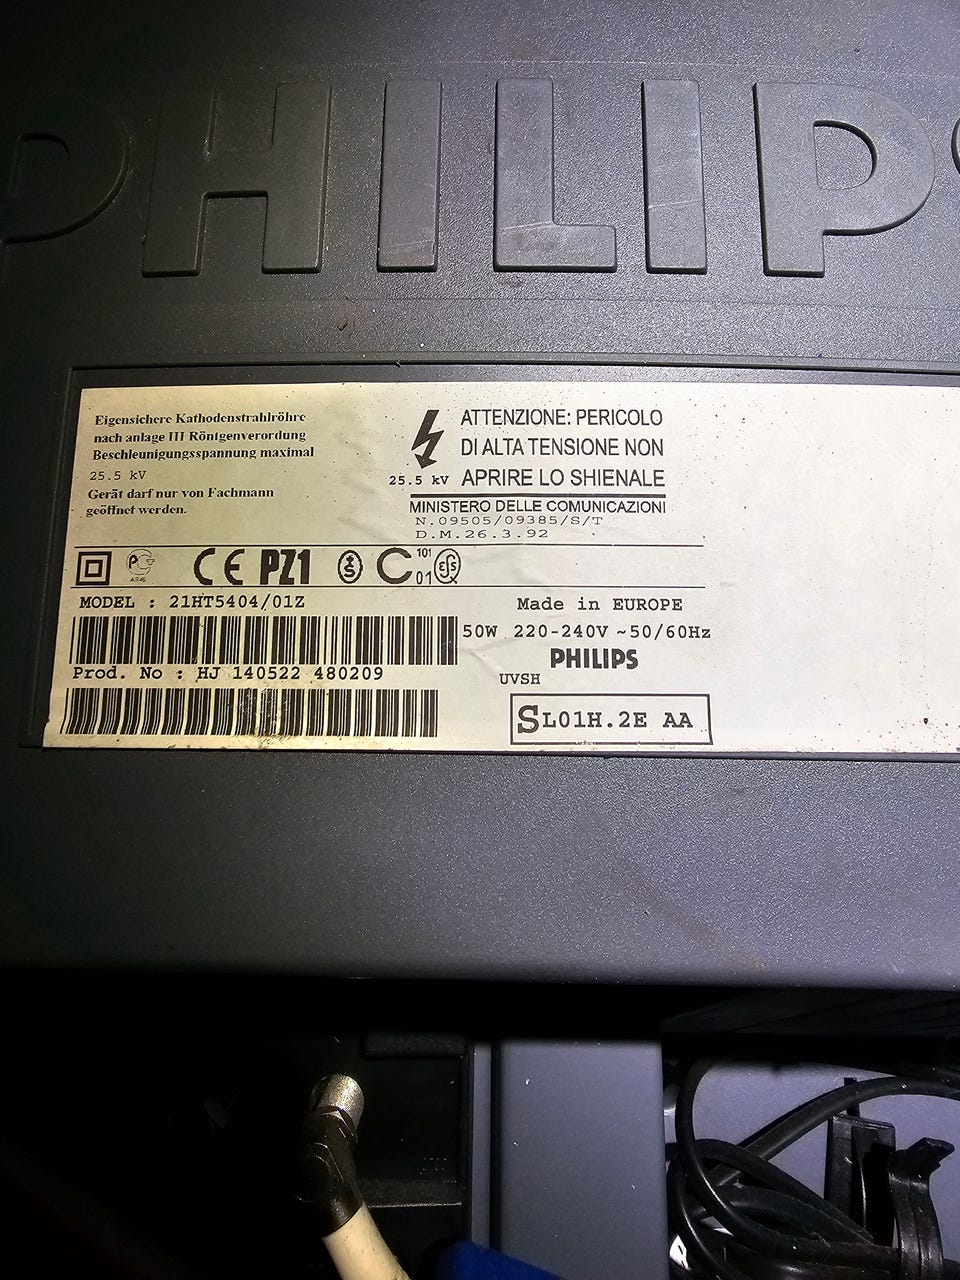 PHILIPS
Eigensichere Kathodenstrahlröhre
nach anlage III Röntgenverordung
Beschleunigungsspannung maximal
25.5 kV
Gerät darf nur von Fachmann
geöffnet werden.
ATTENZIONE: PERICOLO
DI ALTA TENSIONE NON
25.5 kV APRIRE LO SHIENALE
MINISTERO DELLE COMUNICAZIONI
N.09505/09385/S/T
D.M.26.3.92
CE PZ1
MODEL : 21HT5404/01Z
Made in EUROPE
50W 220-240V ~50/60Hz
Prod. No : HJ 140522 480209
PHILIPS
UVSH
SL01H.2E AA